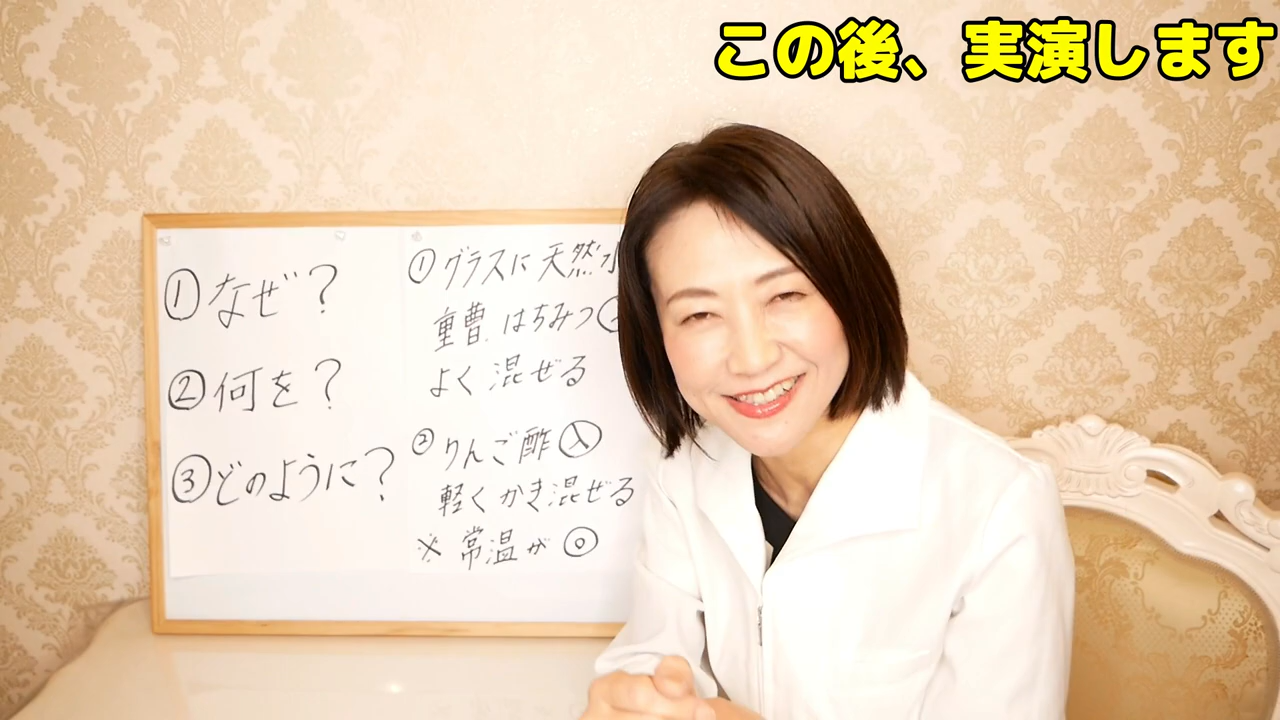 この後、実演します
①なぜ？
②何を？
③どのように？
①グラスに天然水
重曹、はちみつ
よく混ぜる
②りんご酢入
軽くかき混ぜる
※常温が◎